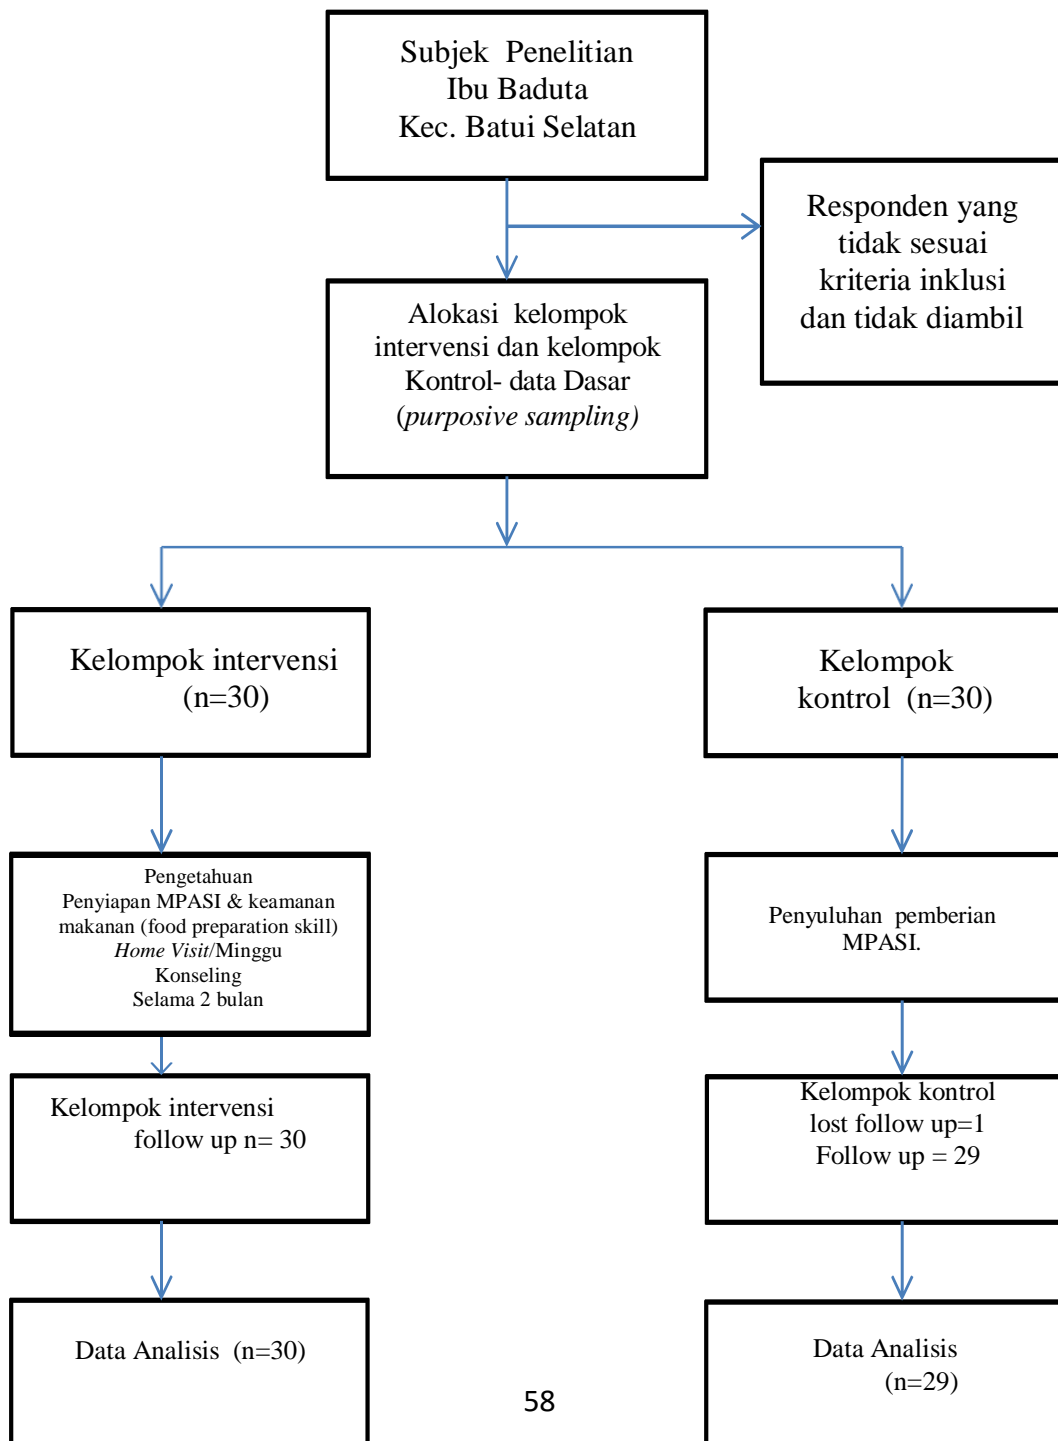 Subjek Penelitian
Ibu Baduta
Kec. Batui Selatan
Responden yang
tidak sesuai
kriteria inklusi
dan tidak diambil
Alokasi kelompok
intervensi dan kelompok
Kontrol- data Dasar
(purposive sampling)
Kelompok intervensi
(n=30)
Kelompok
kontrol (n=30)
Pengetahuan
Penyiapan MPASI & keamanan
makanan (food preparation skill)
Home Visit/Minggu
Konseling
Selama 2 bulan
Penyuluhan pemberian
MPASI.
Kelompok intervensi
follow up n= 30
Kelompok kontrol
lost follow up=1
Follow up = 29
Data Analisis (n=30)
Data Analisis
(n=29)
58